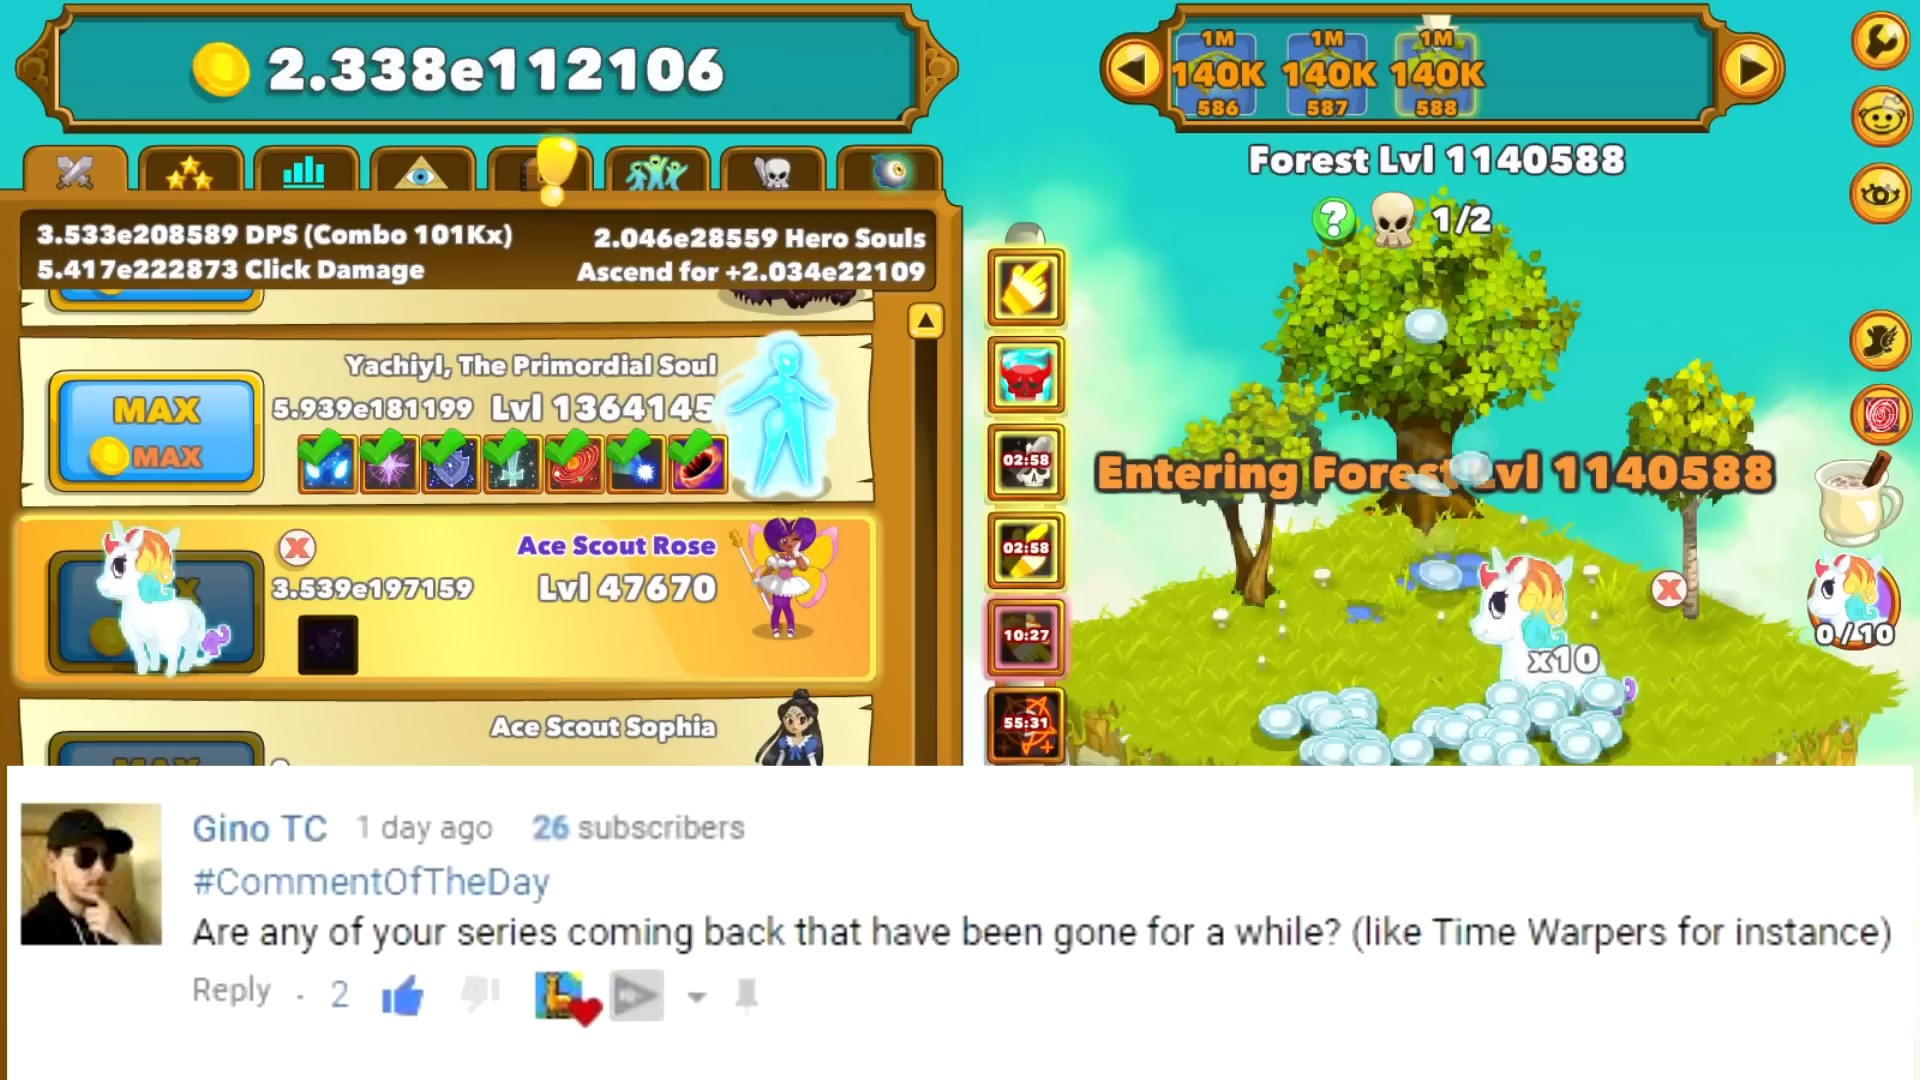 2.338e112106
1M 1M 1M
140K 140K 140K
586 587 588
Forest Lvl 1140588
1/2
3.533e208589 DPS (Combo 101Kx)
5.417e222873 Click Damage
2.046e28559 Hero Souls
Ascend for +2.034e22109
Yachiyl, The Primordial Soul
MAX
MAX
5.939e181199 Lvl 1364145
Ace Scout Rose
3.539e197159 Lvl 47670
Ace Scout Sophia
02:58
02:58
10:27
55:31
Entering Forest Lvl 1140588
x10
0/10
Gino TC 1 day ago 26 subscribers
#CommentOfTheDay
Are any of your series coming back that have been gone for a while? (like Time Warpers for instance)
Reply · 2